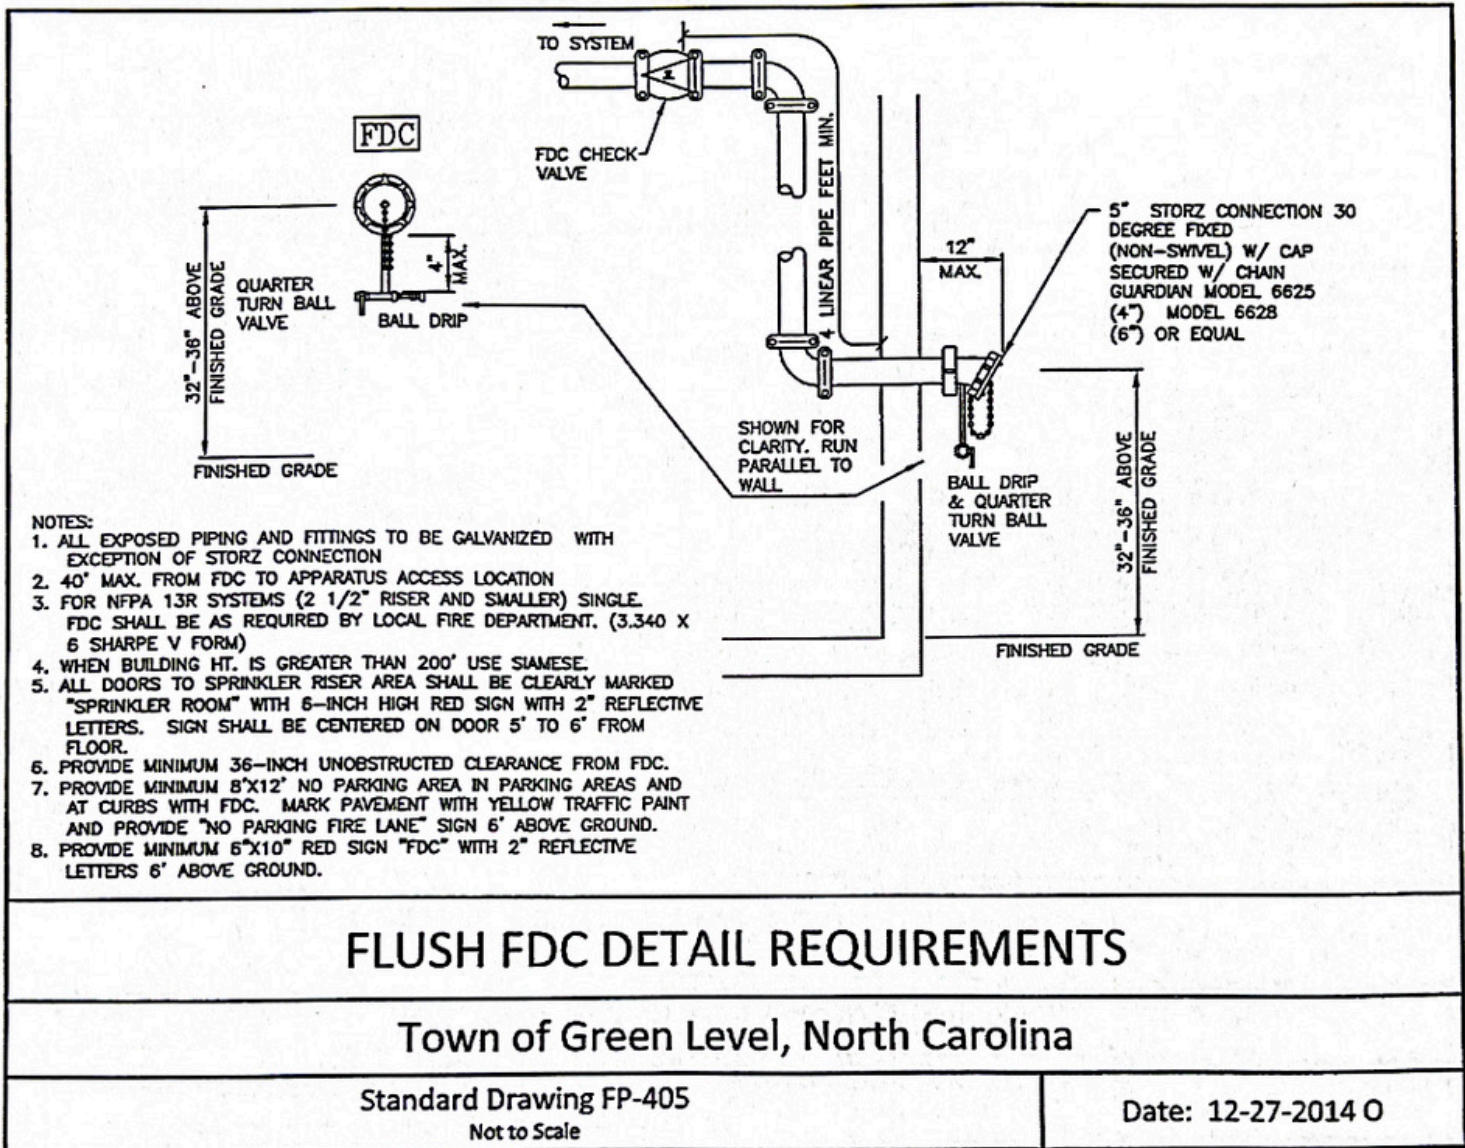 TO SYSTEM
FDC
FDC CHECK
VALVE
4 LINEAR PIPE FEET MIN.
12"
MAX.
5" STORZ CONNECTION 30
DEGREE FIXED
(NON-SWIVEL) W/ CAP
SECURED W/ CHAIN
GUARDIAN MODEL 6625
(4") MODEL 6628
(6") OR EQUAL
32"-36" ABOVE
FINISHED GRADE
QUARTER
TURN BALL
VALVE
4"
MAX.
BALL DRIP
FINISHED GRADE
SHOWN FOR
CLARITY. RUN
PARALLEL TO
WALL
BALL DRIP
& QUARTER
TURN BALL
VALVE
32"-36" ABOVE
FINISHED GRADE
FINISHED GRADE
NOTES:
1. ALL EXPOSED PIPING AND FITTINGS TO BE GALVANIZED WITH
EXCEPTION OF STORZ CONNECTION
2. 40' MAX. FROM FDC TO APPARATUS ACCESS LOCATION
3. FOR NFPA 13R SYSTEMS (2 1/2" RISER AND SMALLER) SINGLE
FDC SHALL BE AS REQUIRED BY LOCAL FIRE DEPARTMENT. (3.340 X
6 SHARPE V FORM)
4. WHEN BUILDING HT. IS GREATER THAN 200' USE SIAMESE.
5. ALL DOORS TO SPRINKLER RISER AREA SHALL BE CLEARLY MARKED
"SPRINKLER ROOM" WITH 6-INCH HIGH RED SIGN WITH 2" REFLECTIVE
LETTERS. SIGN SHALL BE CENTERED ON DOOR 5' TO 6' FROM
FLOOR.
6. PROVIDE MINIMUM 36-INCH UNOBSTRUCTED CLEARANCE FROM FDC.
7. PROVIDE MINIMUM 8'X12' NO PARKING AREA IN PARKING AREAS AND
AT CURBS WITH FDC. MARK PAVEMENT WITH YELLOW TRAFFIC PAINT
AND PROVIDE "NO PARKING FIRE LANE" SIGN 6' ABOVE GROUND.
8. PROVIDE MINIMUM 6"X10" RED SIGN "FDC" WITH 2" REFLECTIVE
LETTERS 6' ABOVE GROUND.
FLUSH FDC DETAIL REQUIREMENTS
Town of Green Level, North Carolina
Standard Drawing FP-405
Not to Scale
Date: 12-27-2014 O